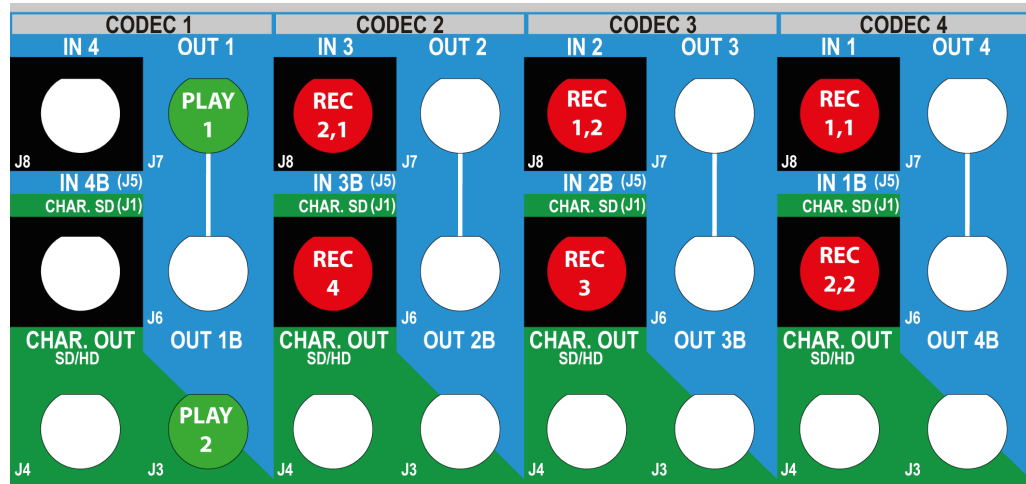 CODEC 1 CODEC 2 CODEC 3 CODEC 4
IN 4 OUT 1 IN 3 OUT 2 IN 2 OUT 3 IN 1 OUT 4
PLAY 1 REC 2,1 REC 1,2 REC 1,1
J8 J7 J8 J7 J8 J7 J8 J7
IN 4B (J5) IN 3B (J5) IN 2B (J5) IN 1B (J5)
CHAR. SD (J1) CHAR. SD (J1) CHAR. SD (J1) CHAR. SD (J1)
REC 4 REC 3 REC 2,2
J6 J6 J6 J6
CHAR. OUT OUT 1B CHAR. OUT OUT 2B CHAR. OUT OUT 3B CHAR. OUT OUT 4B
SD/HD SD/HD SD/HD SD/HD
PLAY 2
J4 J3 J4 J3 J4 J3 J4 J3